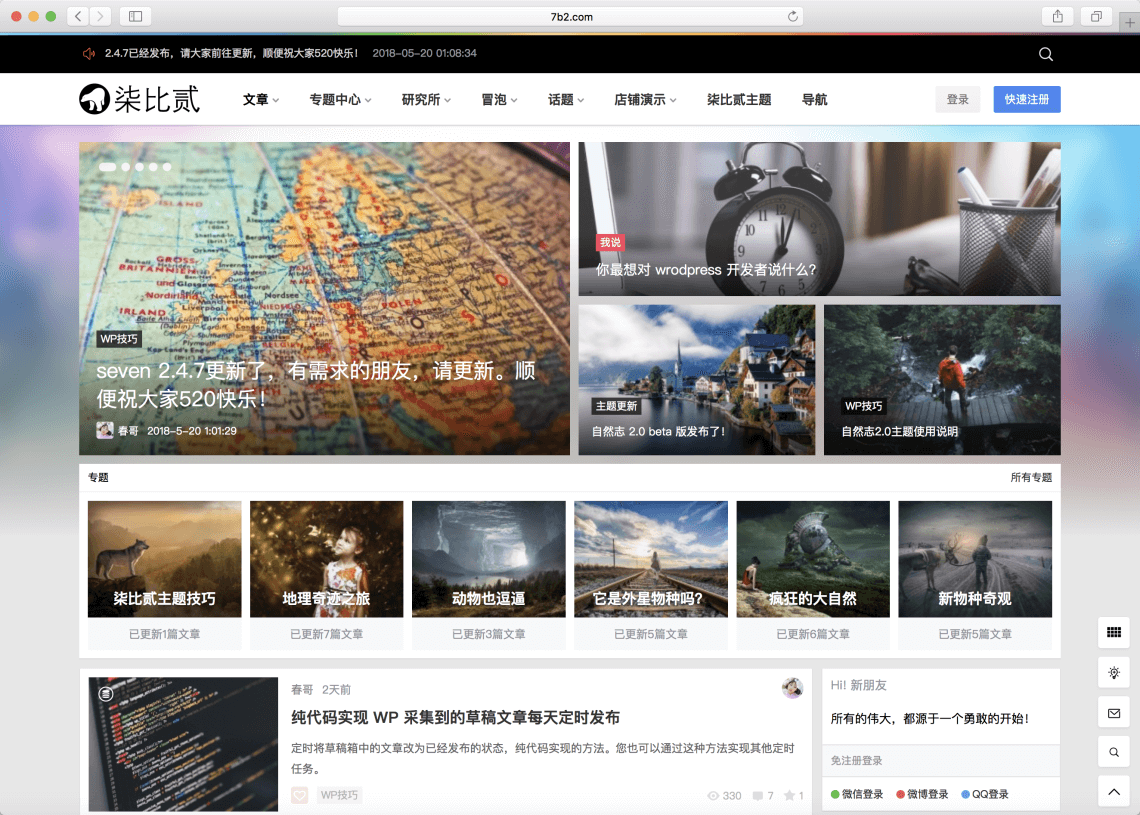 7b2.com
2.4.7已经发布，请大家前往更新，顺便祝大家520快乐！ 2018-05-20 01:08:34
柒比贰 文章 专题中心 研究所 冒泡 话题 店铺演示 柒比贰主题 导航 登录 快速注册
WP技巧
seven 2.4.7更新了，有需求的朋友，请更新。顺
便祝大家520快乐！
春哥 2018-5-20 1:01:29
我说
你最想对 wrodpress 开发者说什么？
主题更新
自然志 2.0 beta 版发布了！
WP技巧
自然志2.0主题使用说明
专题 所有专题
柒比贰主题技巧
已更新1篇文章
地理奇迹之旅
已更新7篇文章
动物也逗逼
已更新3篇文章
它是外星物种吗?
已更新5篇文章
疯狂的大自然
已更新6篇文章
新物种奇观
已更新5篇文章
春哥 2天前
纯代码实现 WP 采集到的草稿文章每天定时发布
定时将草稿箱中的文章改为已经发布的状态，纯代码实现的方法。您也可以通过这种方法实现其他定时
任务。
WP技巧 330 7 1
Hi! 新朋友
所有的伟大，都源于一个勇敢的开始！
免注册登录
微信登录 微博登录 QQ登录